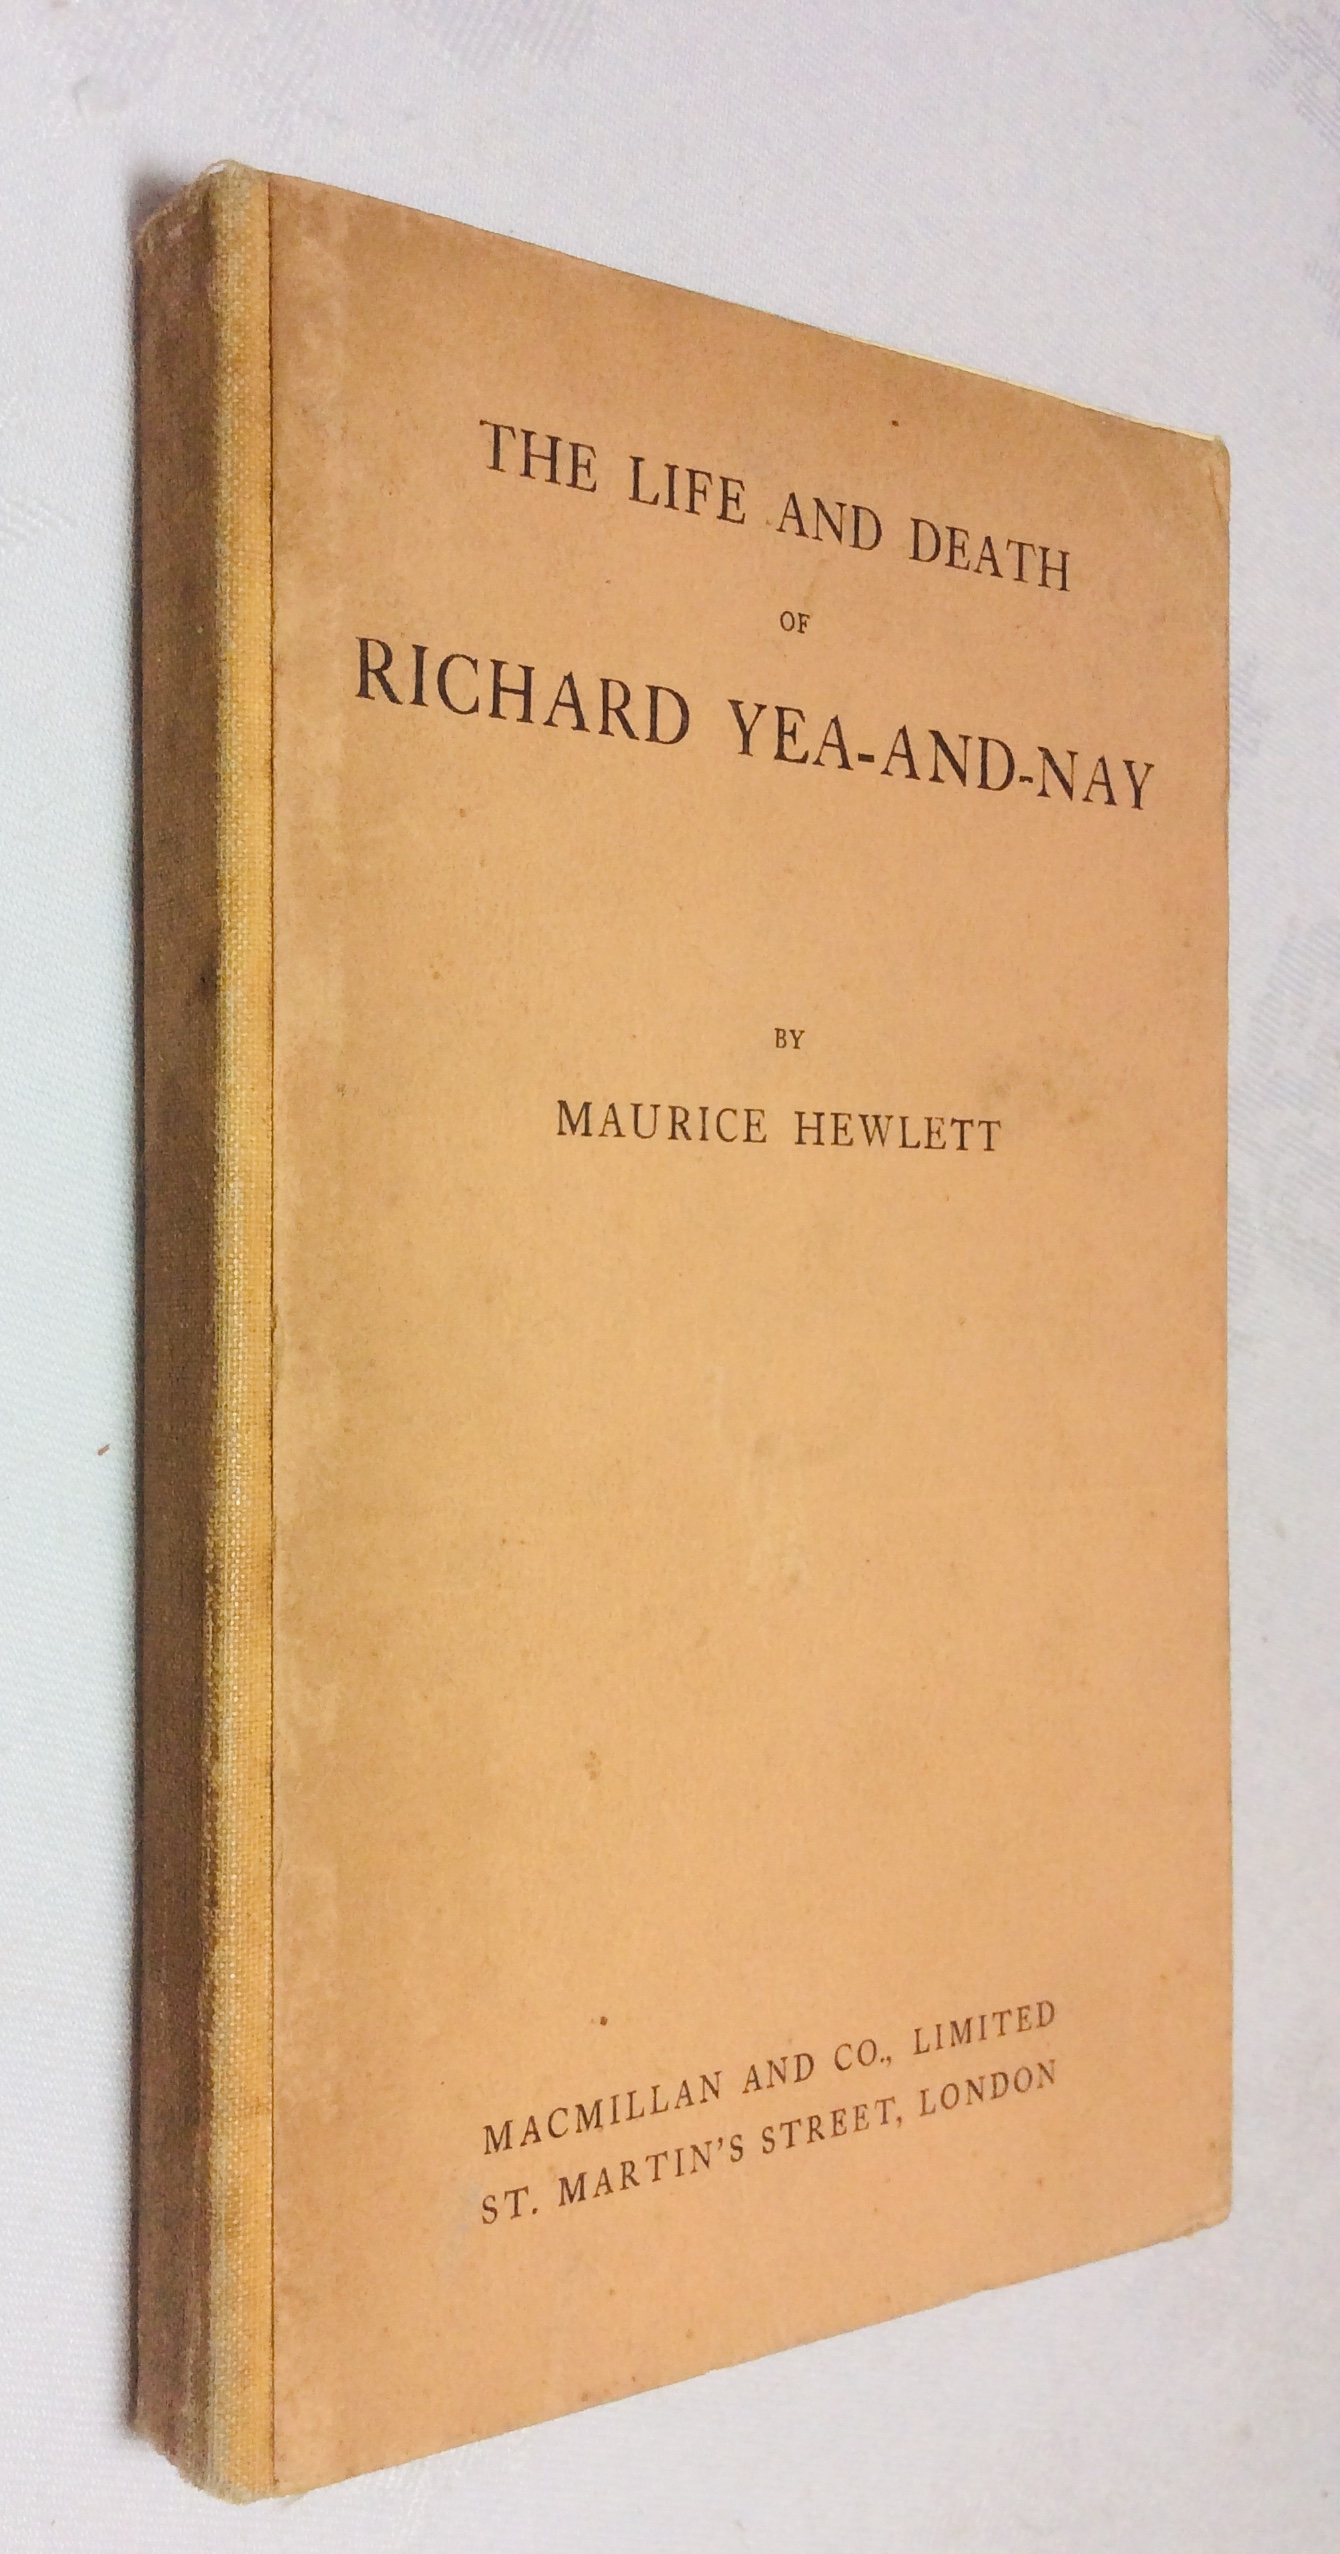 THE LIFE AND DEATH
OF
RICHARD YEA-AND-NAY
BY
MAURICE HEWLETT
MACMILLAN AND CO., LIMITED
ST. MARTIN'S STREET, LONDON